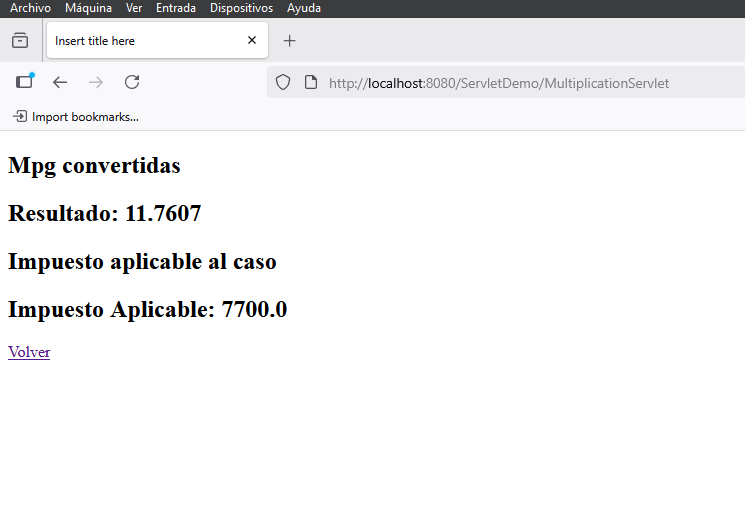 Archivo Máquina Ver Entrada Dispositivos Ayuda
Insert title here
http://localhost:8080/ServletDemo/MultiplicationServlet
Import bookmarks...
Mpg convertidas
Resultado: 11.7607
Impuesto aplicable al caso
Impuesto Aplicable: 7700.0
Volver